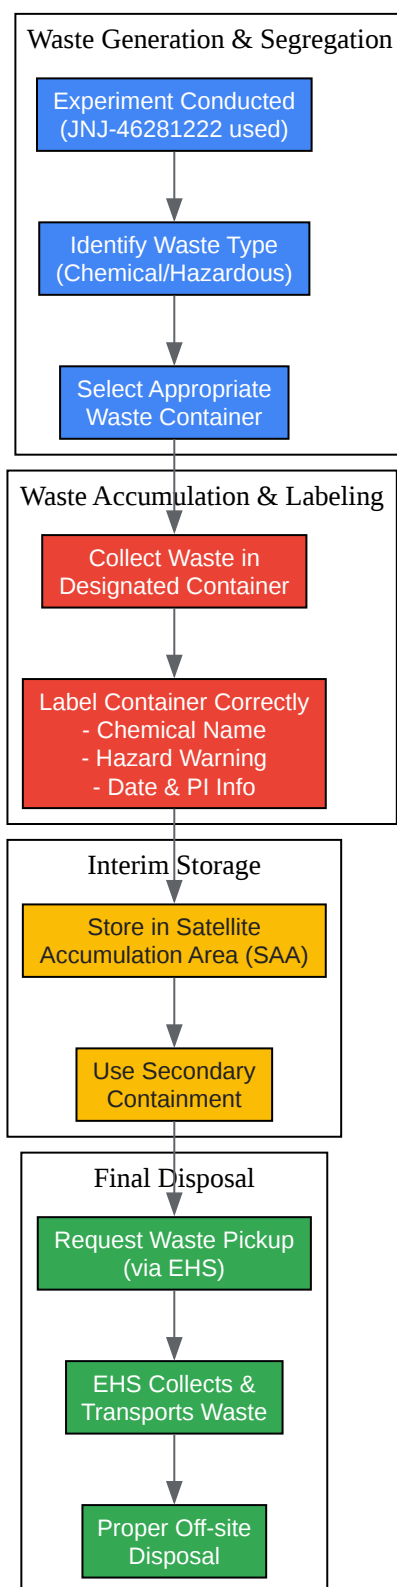 Waste Generation & Segregation
Experiment Conducted
(JNJ-46281222 used)
Identify Waste Type
(Chemical/Hazardous)
Select Appropriate
Waste Container
Waste Accumulation & Labeling
Collect Waste in
Designated Container
Label Container Correctly
- Chemical Name
- Hazard Warning
- Date & PI Info
Interim Storage
Store in Satellite
Accumulation Area (SAA)
Use Secondary
Containment
Final Disposal
Request Waste Pickup
(via EHS)
EHS Collects &
Transports Waste
Proper Off-site
Disposal